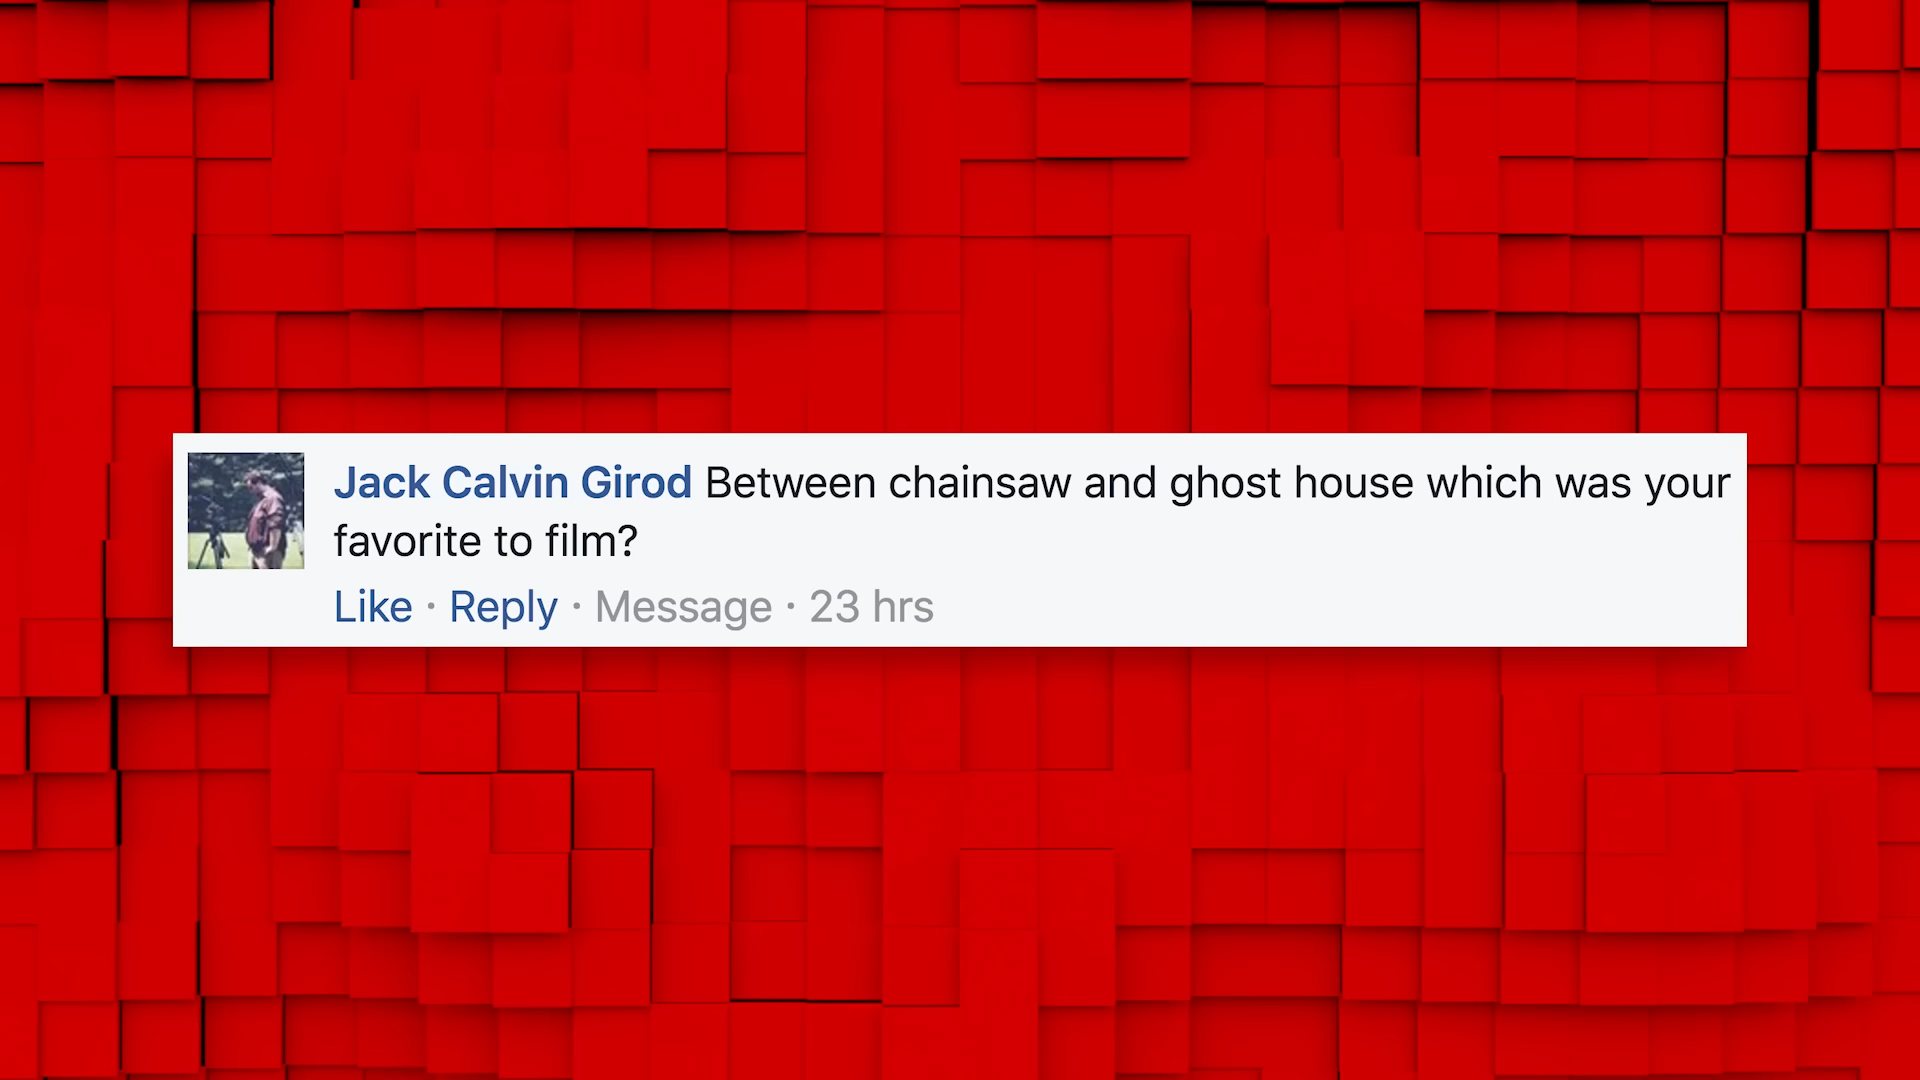 Jack Calvin Girod Between chainsaw and ghost house which was your
favorite to film?
Like · Reply · Message · 23 hrs